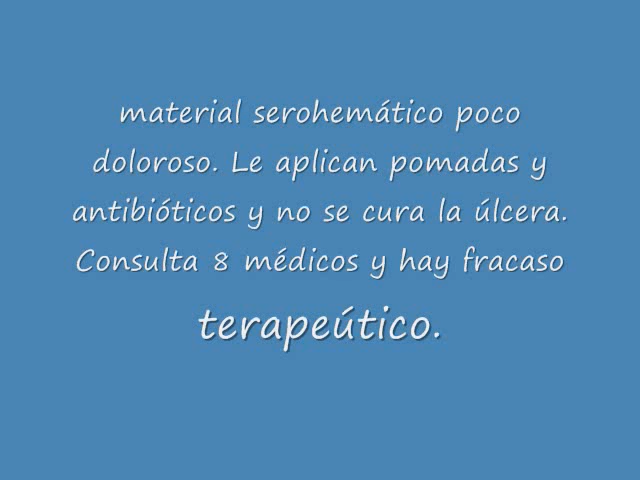 material serohemático poco
doloroso. Le aplican pomadas y
antibióticos y no se cura la úlcera.
Consulta 8 médicos y hay fracaso
terapeútico.